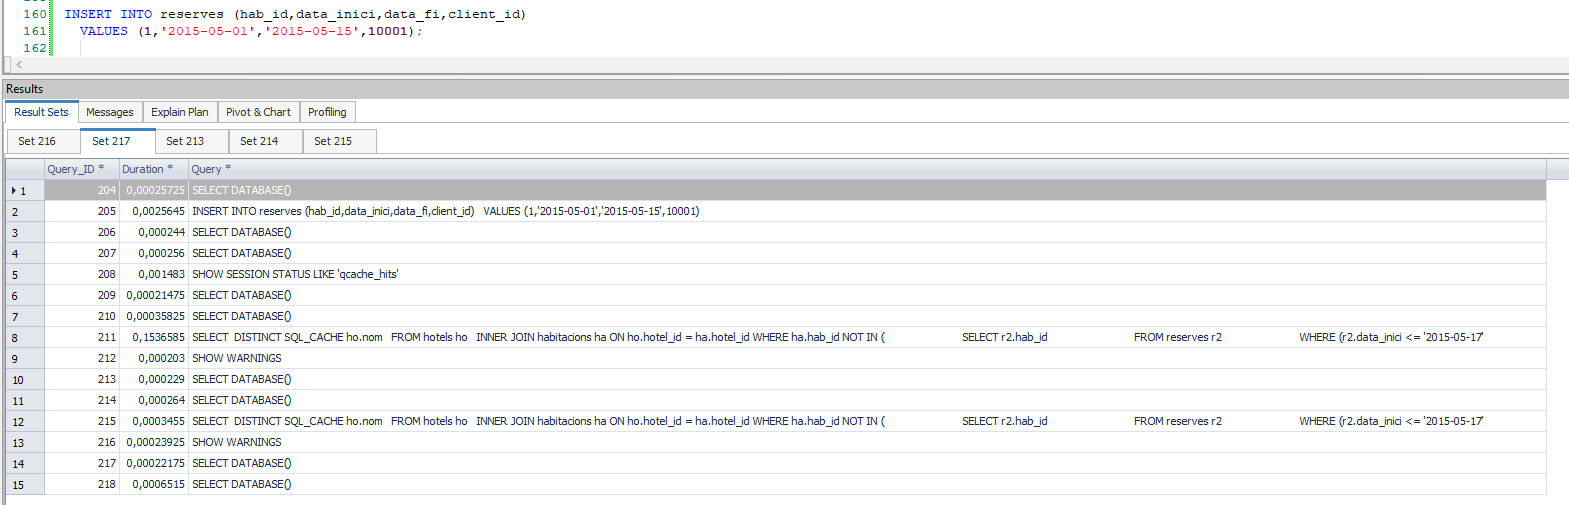 160 INSERT INTO reserves (hab_id,data_inici,data_fi,client_id)
161 VALUES (1,'2015-05-01','2015-05-15',10001);
162
Results
Result Sets Messages Explain Plan Pivot & Chart Profiling
Set 216 Set 217 Set 213 Set 214 Set 215
Query_ID * Duration * Query *
1 204 0,00025725 SELECT DATABASE()
2 205 0,0025645 INSERT INTO reserves (hab_id,data_inici,data_fi,client_id) VALUES (1,'2015-05-01','2015-05-15',10001)
3 206 0,000244 SELECT DATABASE()
4 207 0,000256 SELECT DATABASE()
5 208 0,001483 SHOW SESSION STATUS LIKE 'qcache_hits'
6 209 0,00021475 SELECT DATABASE()
7 210 0,00035825 SELECT DATABASE()
8 211 0,1536585 SELECT DISTINCT SQL_CACHE ho.nom FROM hotels ho INNER JOIN habitacions ha ON ho.hotel_id = ha.hotel_id WHERE ha.hab_id NOT IN ( SELECT r2.hab_id FROM reserves r2 WHERE (r2.data_inici <= '2015-05-17'
9 212 0,000203 SHOW WARNINGS
10 213 0,000229 SELECT DATABASE()
11 214 0,000264 SELECT DATABASE()
12 215 0,0003455 SELECT DISTINCT SQL_CACHE ho.nom FROM hotels ho INNER JOIN habitacions ha ON ho.hotel_id = ha.hotel_id WHERE ha.hab_id NOT IN ( SELECT r2.hab_id FROM reserves r2 WHERE (r2.data_inici <= '2015-05-17'
13 216 0,00023925 SHOW WARNINGS
14 217 0,00022175 SELECT DATABASE()
15 218 0,0006515 SELECT DATABASE()